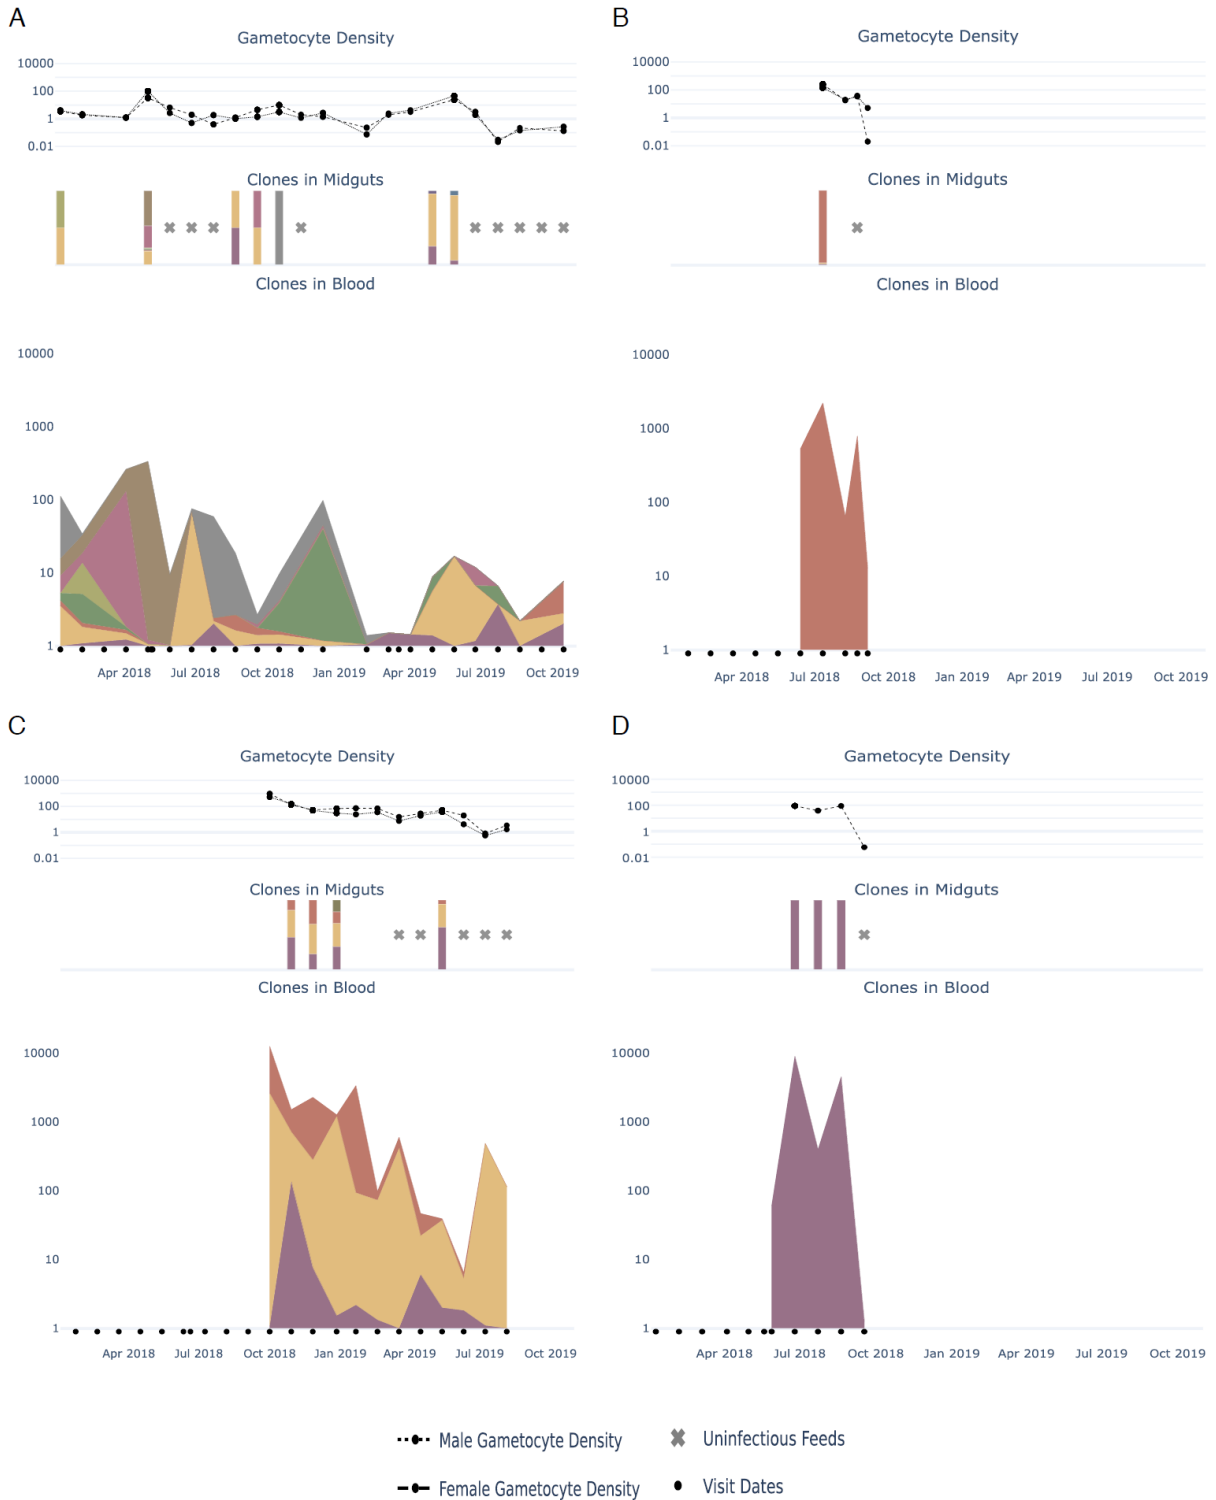 A
Gametocyte Density
10000
100
1
0.01
Clones in Midguts
Clones in Blood
10000
1000
100
10
1
Apr 2018 Jul 2018 Oct 2018 Jan 2019 Apr 2019 Jul 2019 Oct 2019
B
Gametocyte Density
10000
100
1
0.01
Clones in Midguts
Clones in Blood
10000
1000
100
10
1
Apr 2018 Jul 2018 Oct 2018 Jan 2019 Apr 2019 Jul 2019 Oct 2019
C
Gametocyte Density
10000
100
1
0.01
Clones in Midguts
Clones in Blood
10000
1000
100
10
1
Apr 2018 Jul 2018 Oct 2018 Jan 2019 Apr 2019 Jul 2019 Oct 2019
D
Gametocyte Density
10000
100
1
0.01
Clones in Midguts
Clones in Blood
10000
1000
100
10
1
Apr 2018 Jul 2018 Oct 2018 Jan 2019 Apr 2019 Jul 2019 Oct 2019
Male Gametocyte Density
Uninfectious Feeds
Female Gametocyte Density
Visit Dates